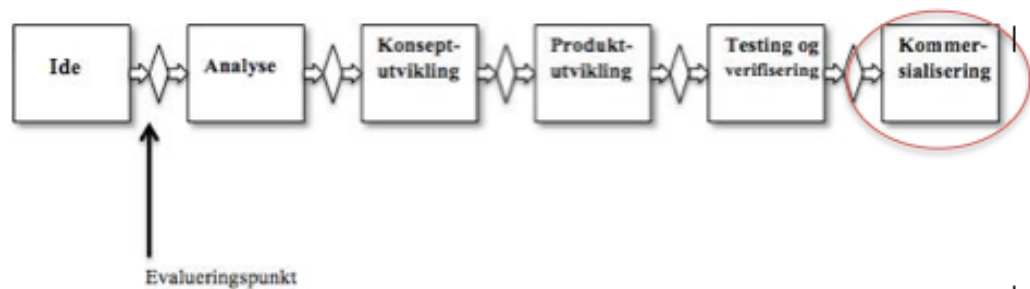 Ide
Analyse
Konsept-
utvikling
Produkt-
utvikling
Testing og
verifisering
Kommer-
sialisering
Evalueringspunkt